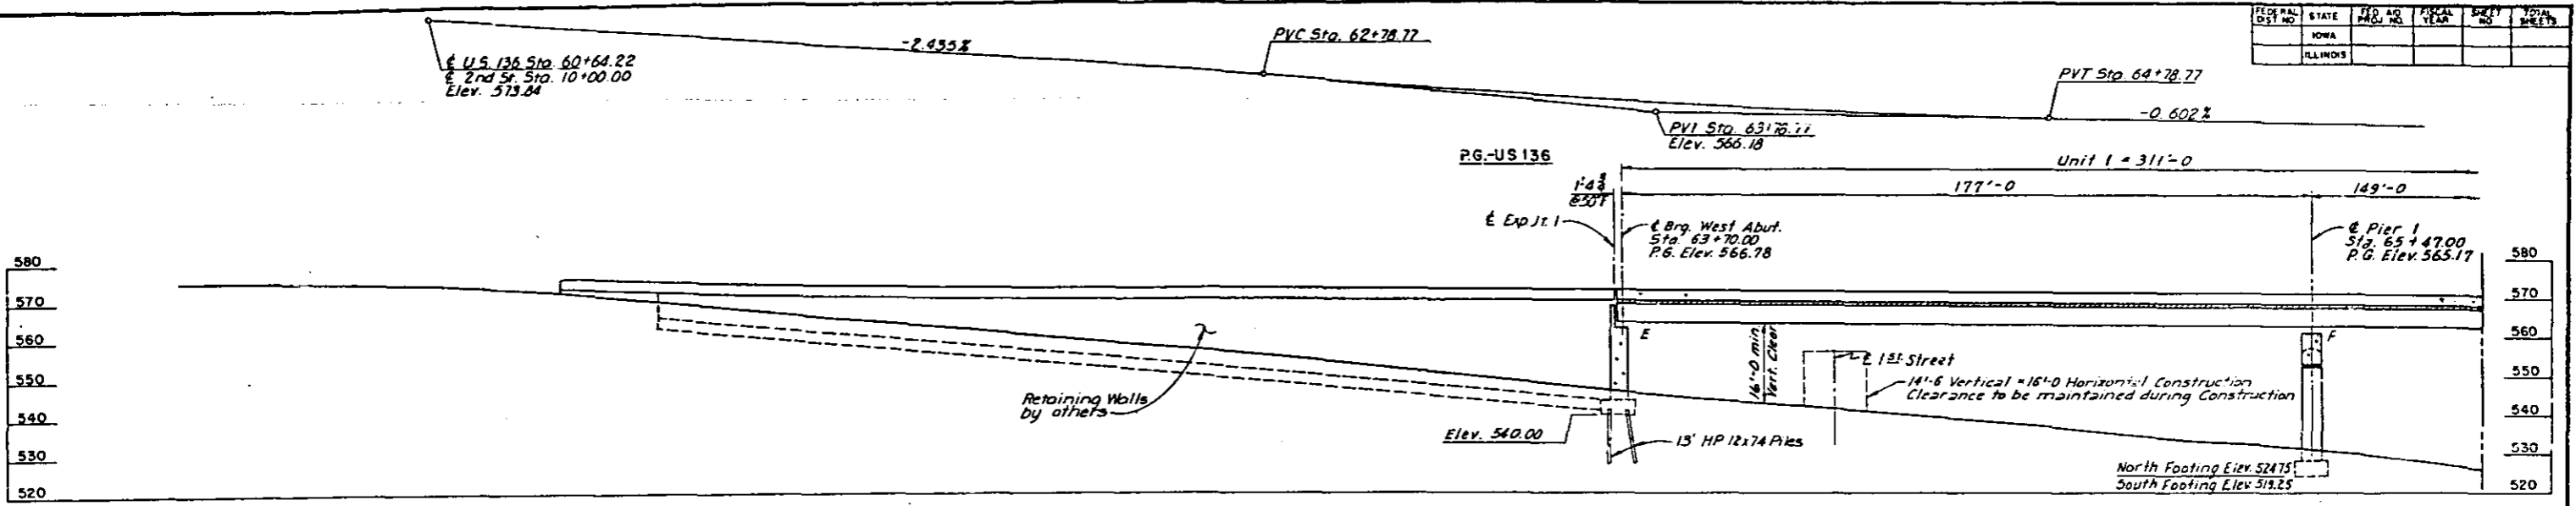 FEDERAL DIST NO STATE FED AID PROJ NO. FISCAL YEAR SHEET NO TOTAL SHEETS
IOWA
ILLINOIS
-2.435%
PVC Sta. 62+78.77
℄ U.S. 136 Sta. 60+64.22
℄ 2nd St. Sta. 10+00.00
Elev. 573.84
PVT Sta. 64+78.77
-0.602%
PVI Sta.
Elev. 566.18
P.G.-US 136
Unit 1 = 311'-0
@50°F
177'-0
149'-0
℄ Exp Jt. 1
℄ Brg. West Abut.
Sta. 63+70.00
P.G. Elev. 566.78
℄ Pier 1
Sta. 65+47.00
P.G. Elev. 565.17
580
570
560
550
540
530
520
E
F
16'-0 min.
Vert. Clear
℄ 1st Street
14'-6 Vertical × 16'-0 Horizontal Construction
Clearance to be maintained during Construction
Retaining Walls
by others
Elev. 540.00
13' HP 12x74 Piles
North Footing Elev. 524.75
South Footing Elev. 519.25
580
570
560
550
540
530
520